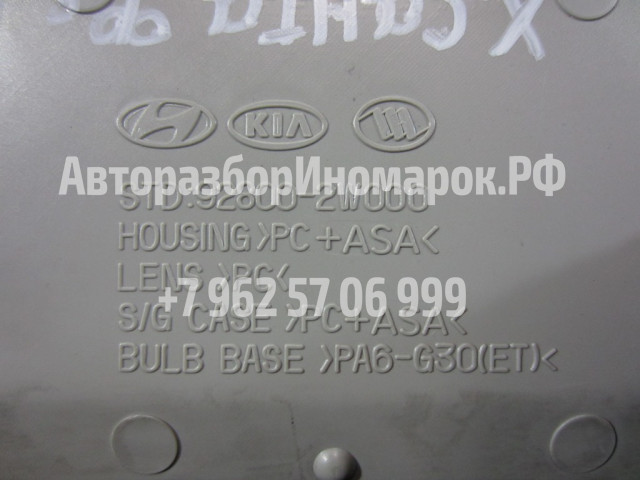 Х САНТА
KIA
АвторазборИномарок.РФ
STD:92800-2W000
HOUSING >PC+ASA<
LENS >PC<
+7 962 57 06 999
S/G CASE >PC+ASA<
BULB BASE >PA6-G30(ET)<